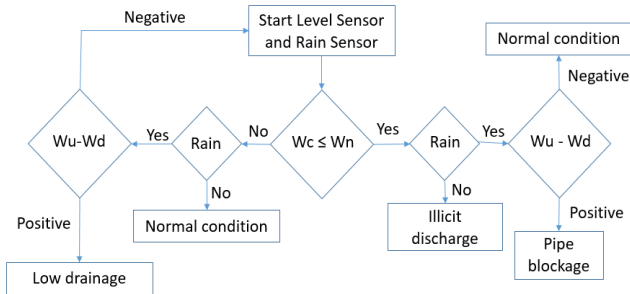 Negative
Start Level Sensor
and Rain Sensor
Normal condition
Negative
Wu-Wd
Yes
Rain
No
Wc ≤ Wn
Yes
Rain
Yes
Wu - Wd
No
No
Positive
Normal condition
Illicit
discharge
Positive
Pipe
blockage
Low drainage